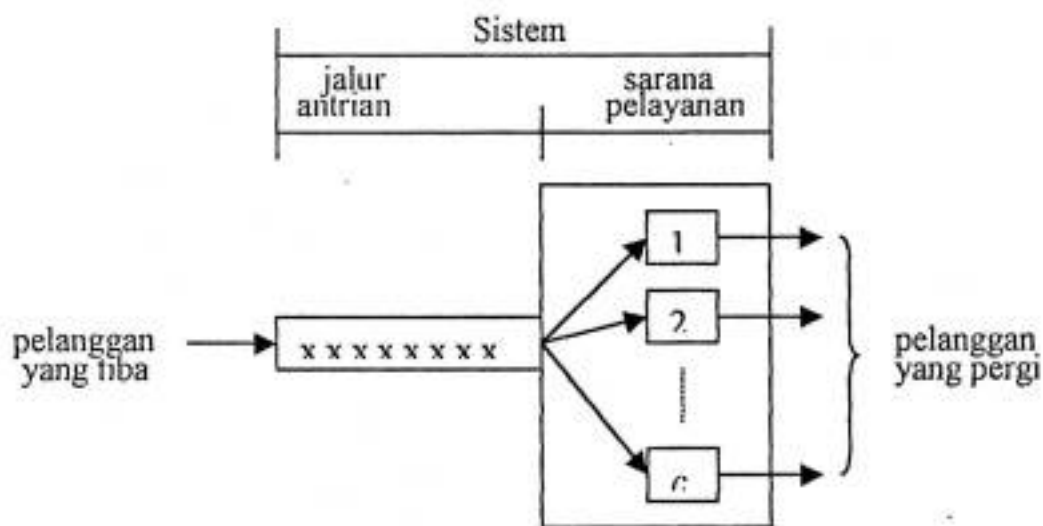 Sistem
jalur
antrian
sarana
pelayanan
pelanggan
yang tiba
x x x x x x x x
1
2
c
pelanggan
yang pergi